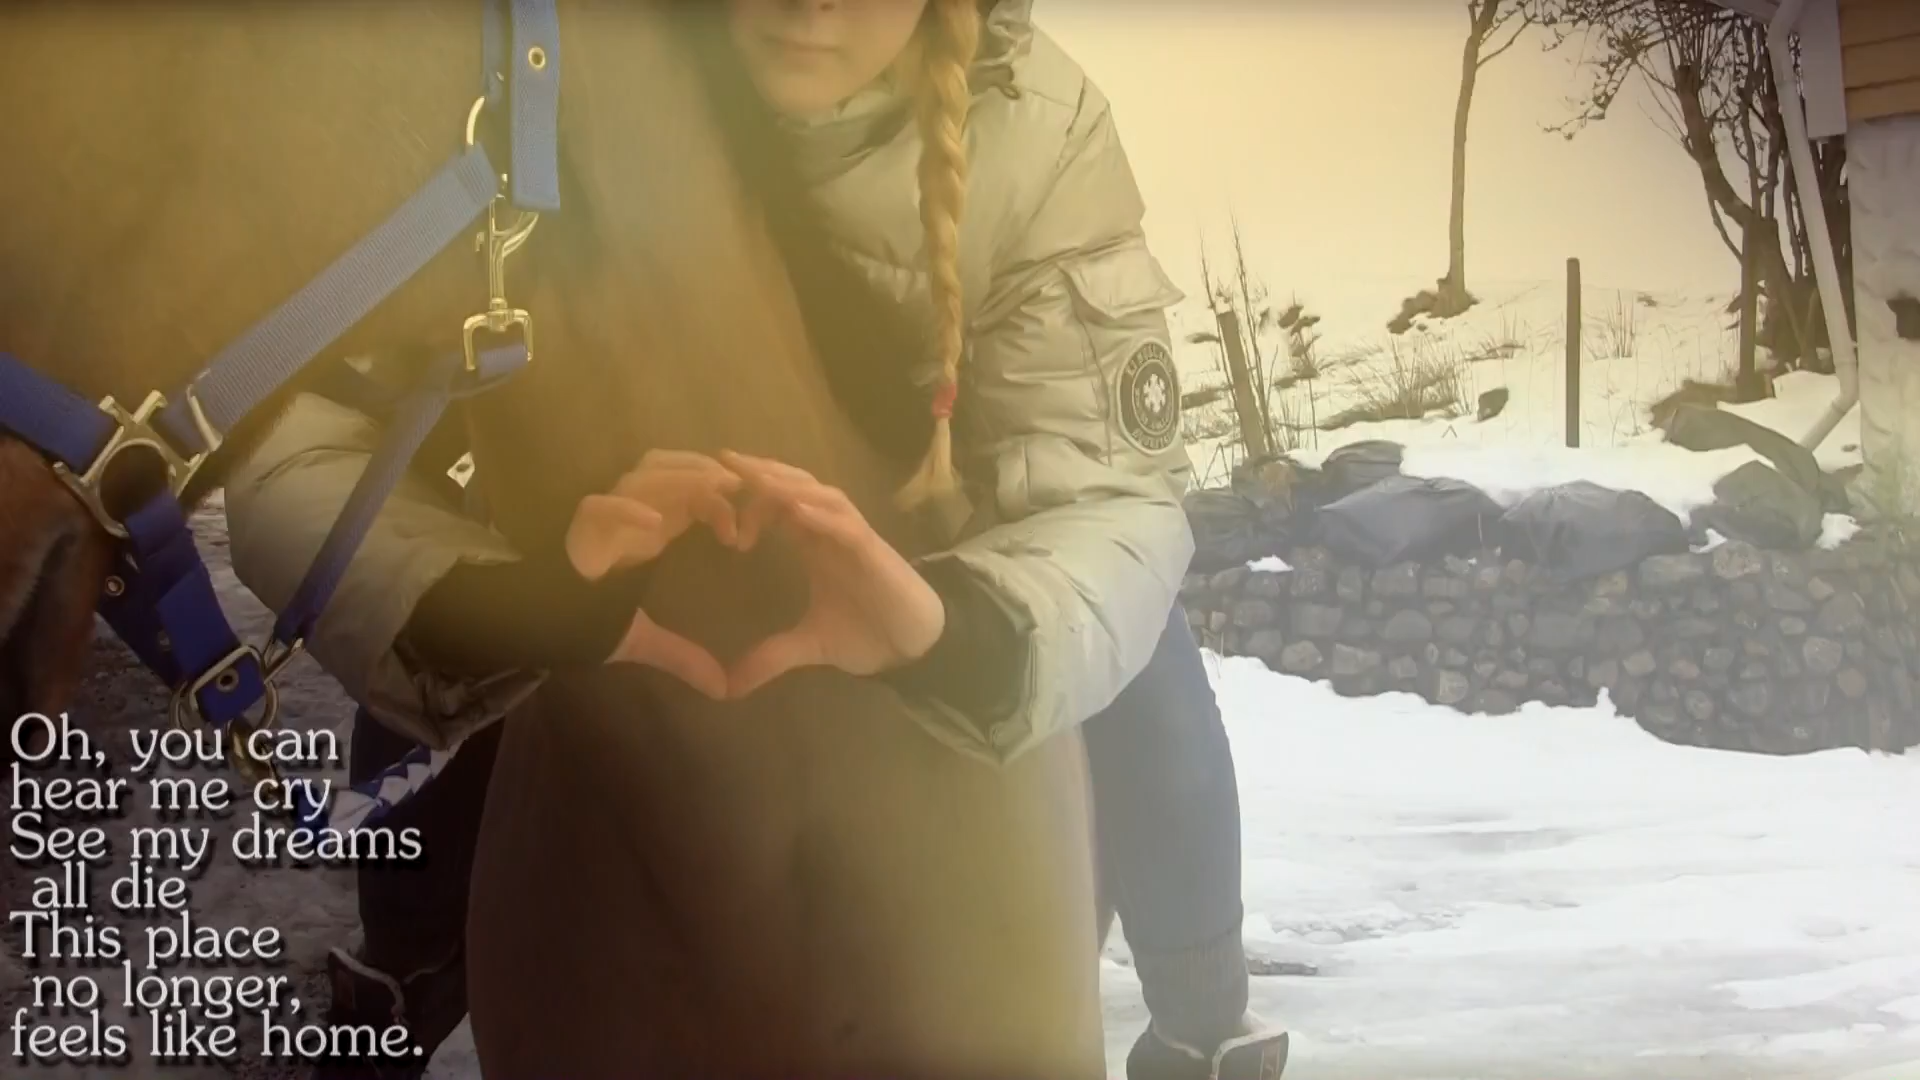 Oh, you can
hear me cry
See my dreams
all die
This place
no longer,
feels like home.